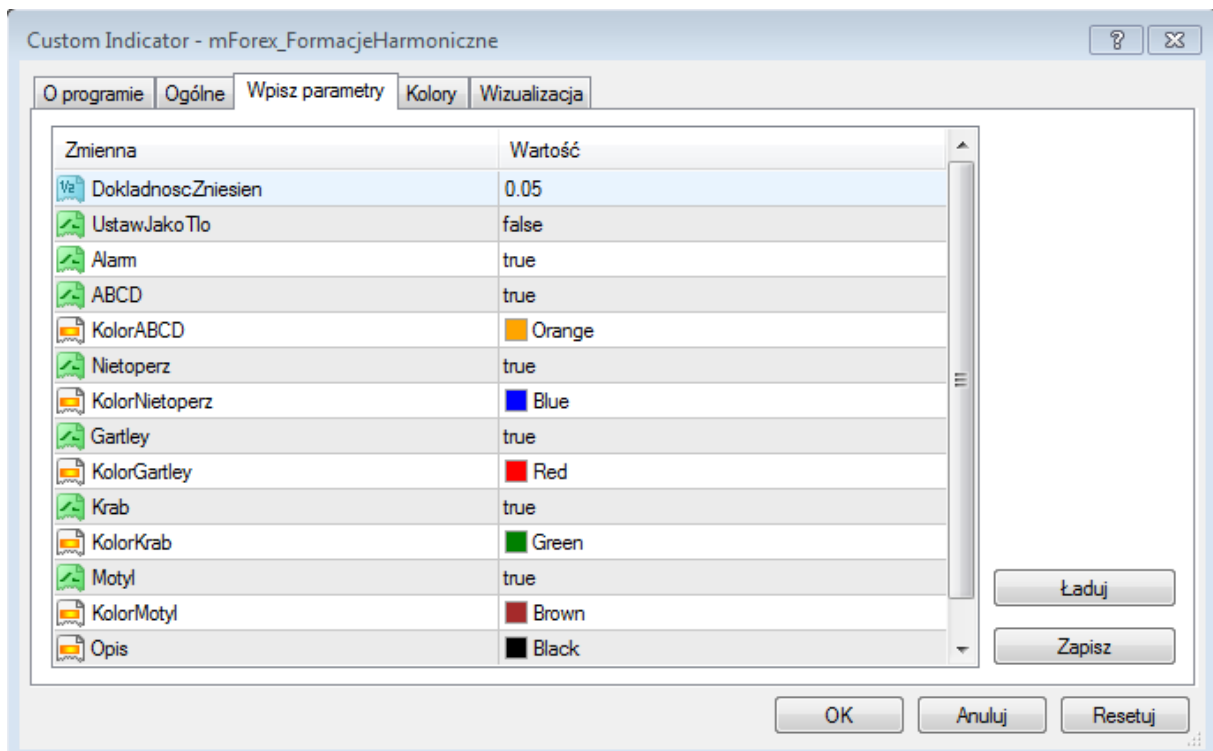 Custom Indicator - mForex_FormacjeHarmoniczne
O programie Ogólne Wpisz parametry Kolory Wizualizacja
Zmienna Wartość
DokladnoscZniesien 0.05
UstawJakoTlo false
Alarm true
ABCD true
KolorABCD Orange
Nietoperz true
KolorNietoperz Blue
Gartley true
KolorGartley Red
Krab true
KolorKrab Green
Motyl true
KolorMotyl Brown
Opis Black
Ładuj
Zapisz
OK Anuluj Resetuj